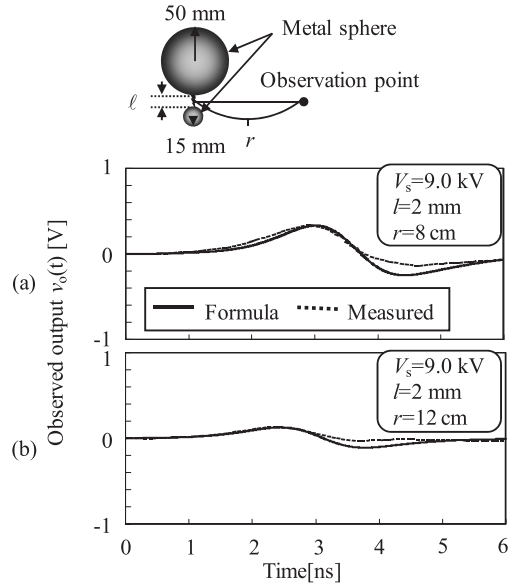 50 mm
Metal sphere
Observation point
ℓ
15 mm
r
Observed output vo(t) [V]
(a)
1
0
-1
Vs=9.0 kV
l=2 mm
r=8 cm
Formula Measured
(b)
1
0
-1
Vs=9.0 kV
l=2 mm
r=12 cm
0 1 2 3 4 5 6
Time[ns]